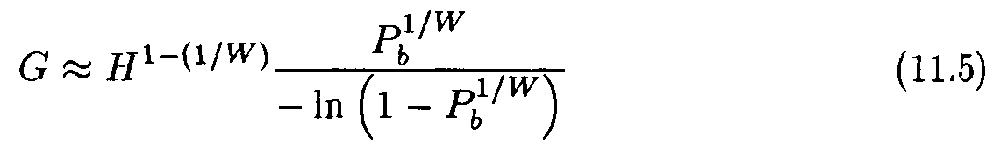 G ≈ H^{1-(1/W)} \frac{P_b^{1/W}}{-\ln\left(1 - P_b^{1/W}\right)} (11.5)